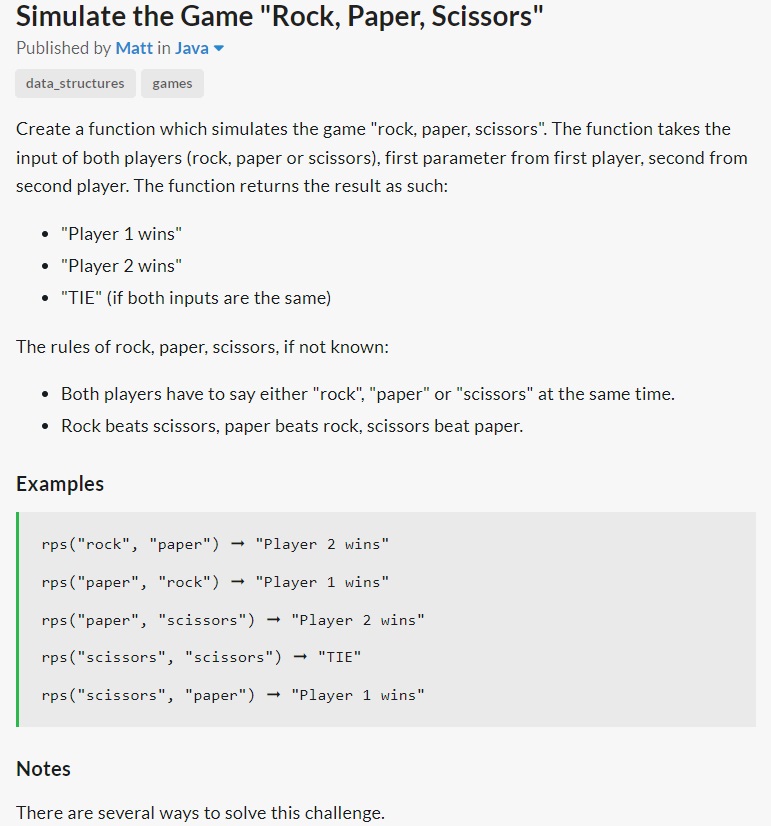 Simulate the Game "Rock, Paper, Scissors"
Published by Matt in Java
data_structures games
Create a function which simulates the game "rock, paper, scissors". The function takes the
input of both players (rock, paper or scissors), first parameter from first player, second from
second player. The function returns the result as such:
• "Player 1 wins"
• "Player 2 wins"
• "TIE" (if both inputs are the same)
The rules of rock, paper, scissors, if not known:
• Both players have to say either "rock", "paper" or "scissors" at the same time.
• Rock beats scissors, paper beats rock, scissors beat paper.
Examples
rps("rock", "paper") ➞ "Player 2 wins"
rps("paper", "rock") ➞ "Player 1 wins"
rps("paper", "scissors") ➞ "Player 2 wins"
rps("scissors", "scissors") ➞ "TIE"
rps("scissors", "paper") ➞ "Player 1 wins"
Notes
There are several ways to solve this challenge.